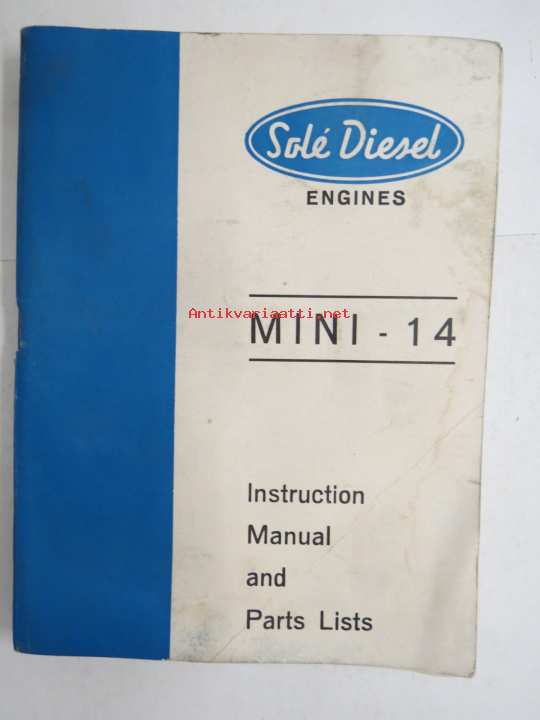 Solé Diesel
ENGINES
Antikvariaatti.net
MINI - 14
Instruction
Manual
and
Parts Lists